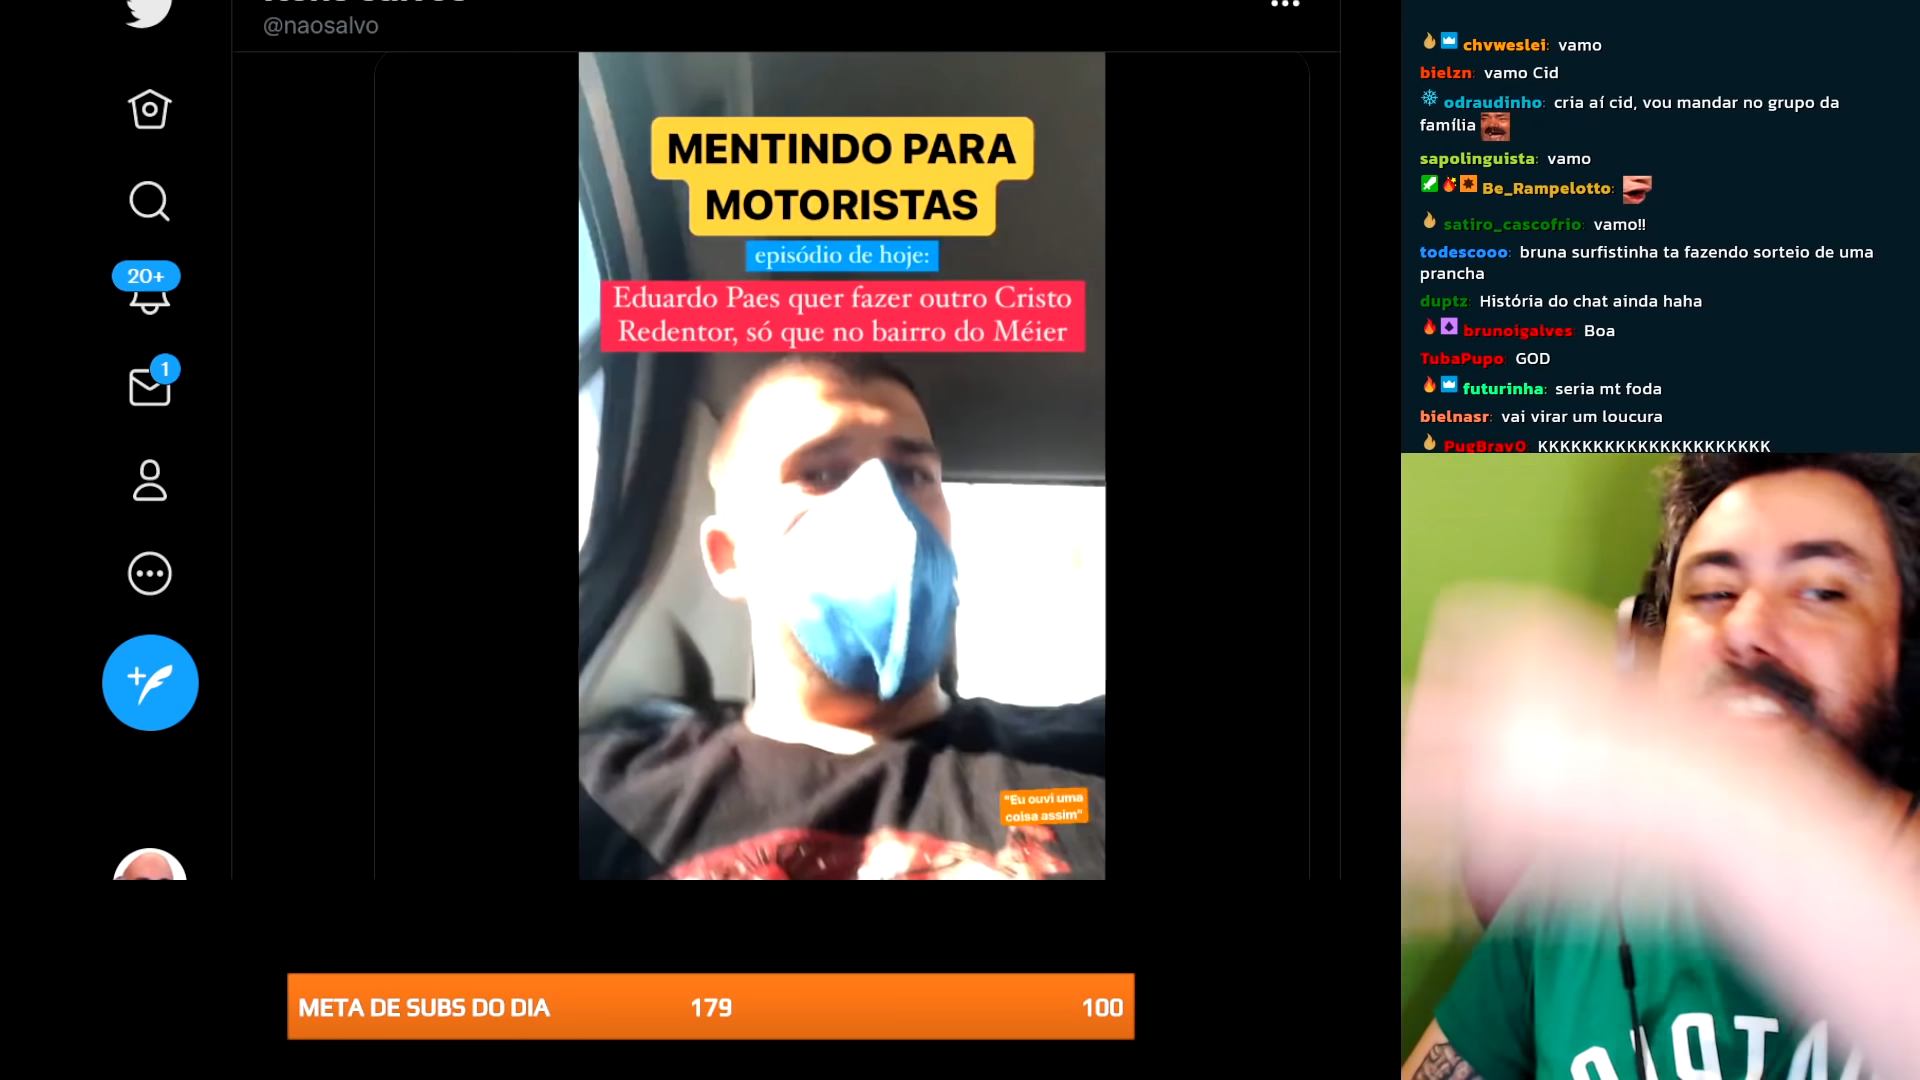 @naosalvo
20+
1
MENTINDO PARA
MOTORISTAS
episódio de hoje:
Eduardo Paes quer fazer outro Cristo
Redentor, só que no bairro do Méier
"Eu ouvi uma
coisa assim"
META DE SUBS DO DIA 179 100
chvweslei: vamo
bielzn: vamo Cid
odraudinho: cria aí cid, vou mandar no grupo da
família
sapolinguista: vamo
Be_Rampelotto:
satiro_cascofrio: vamo!!
todescooo: bruna surfistinha ta fazendo sorteio de uma
prancha
duptz: História do chat ainda haha
brunoigalves: Boa
TubaPupo: GOD
futurinha: seria mt foda
bielnasr: vai virar um loucura
PugBrav0: KKKKKKKKKKKKKKKKKKKK